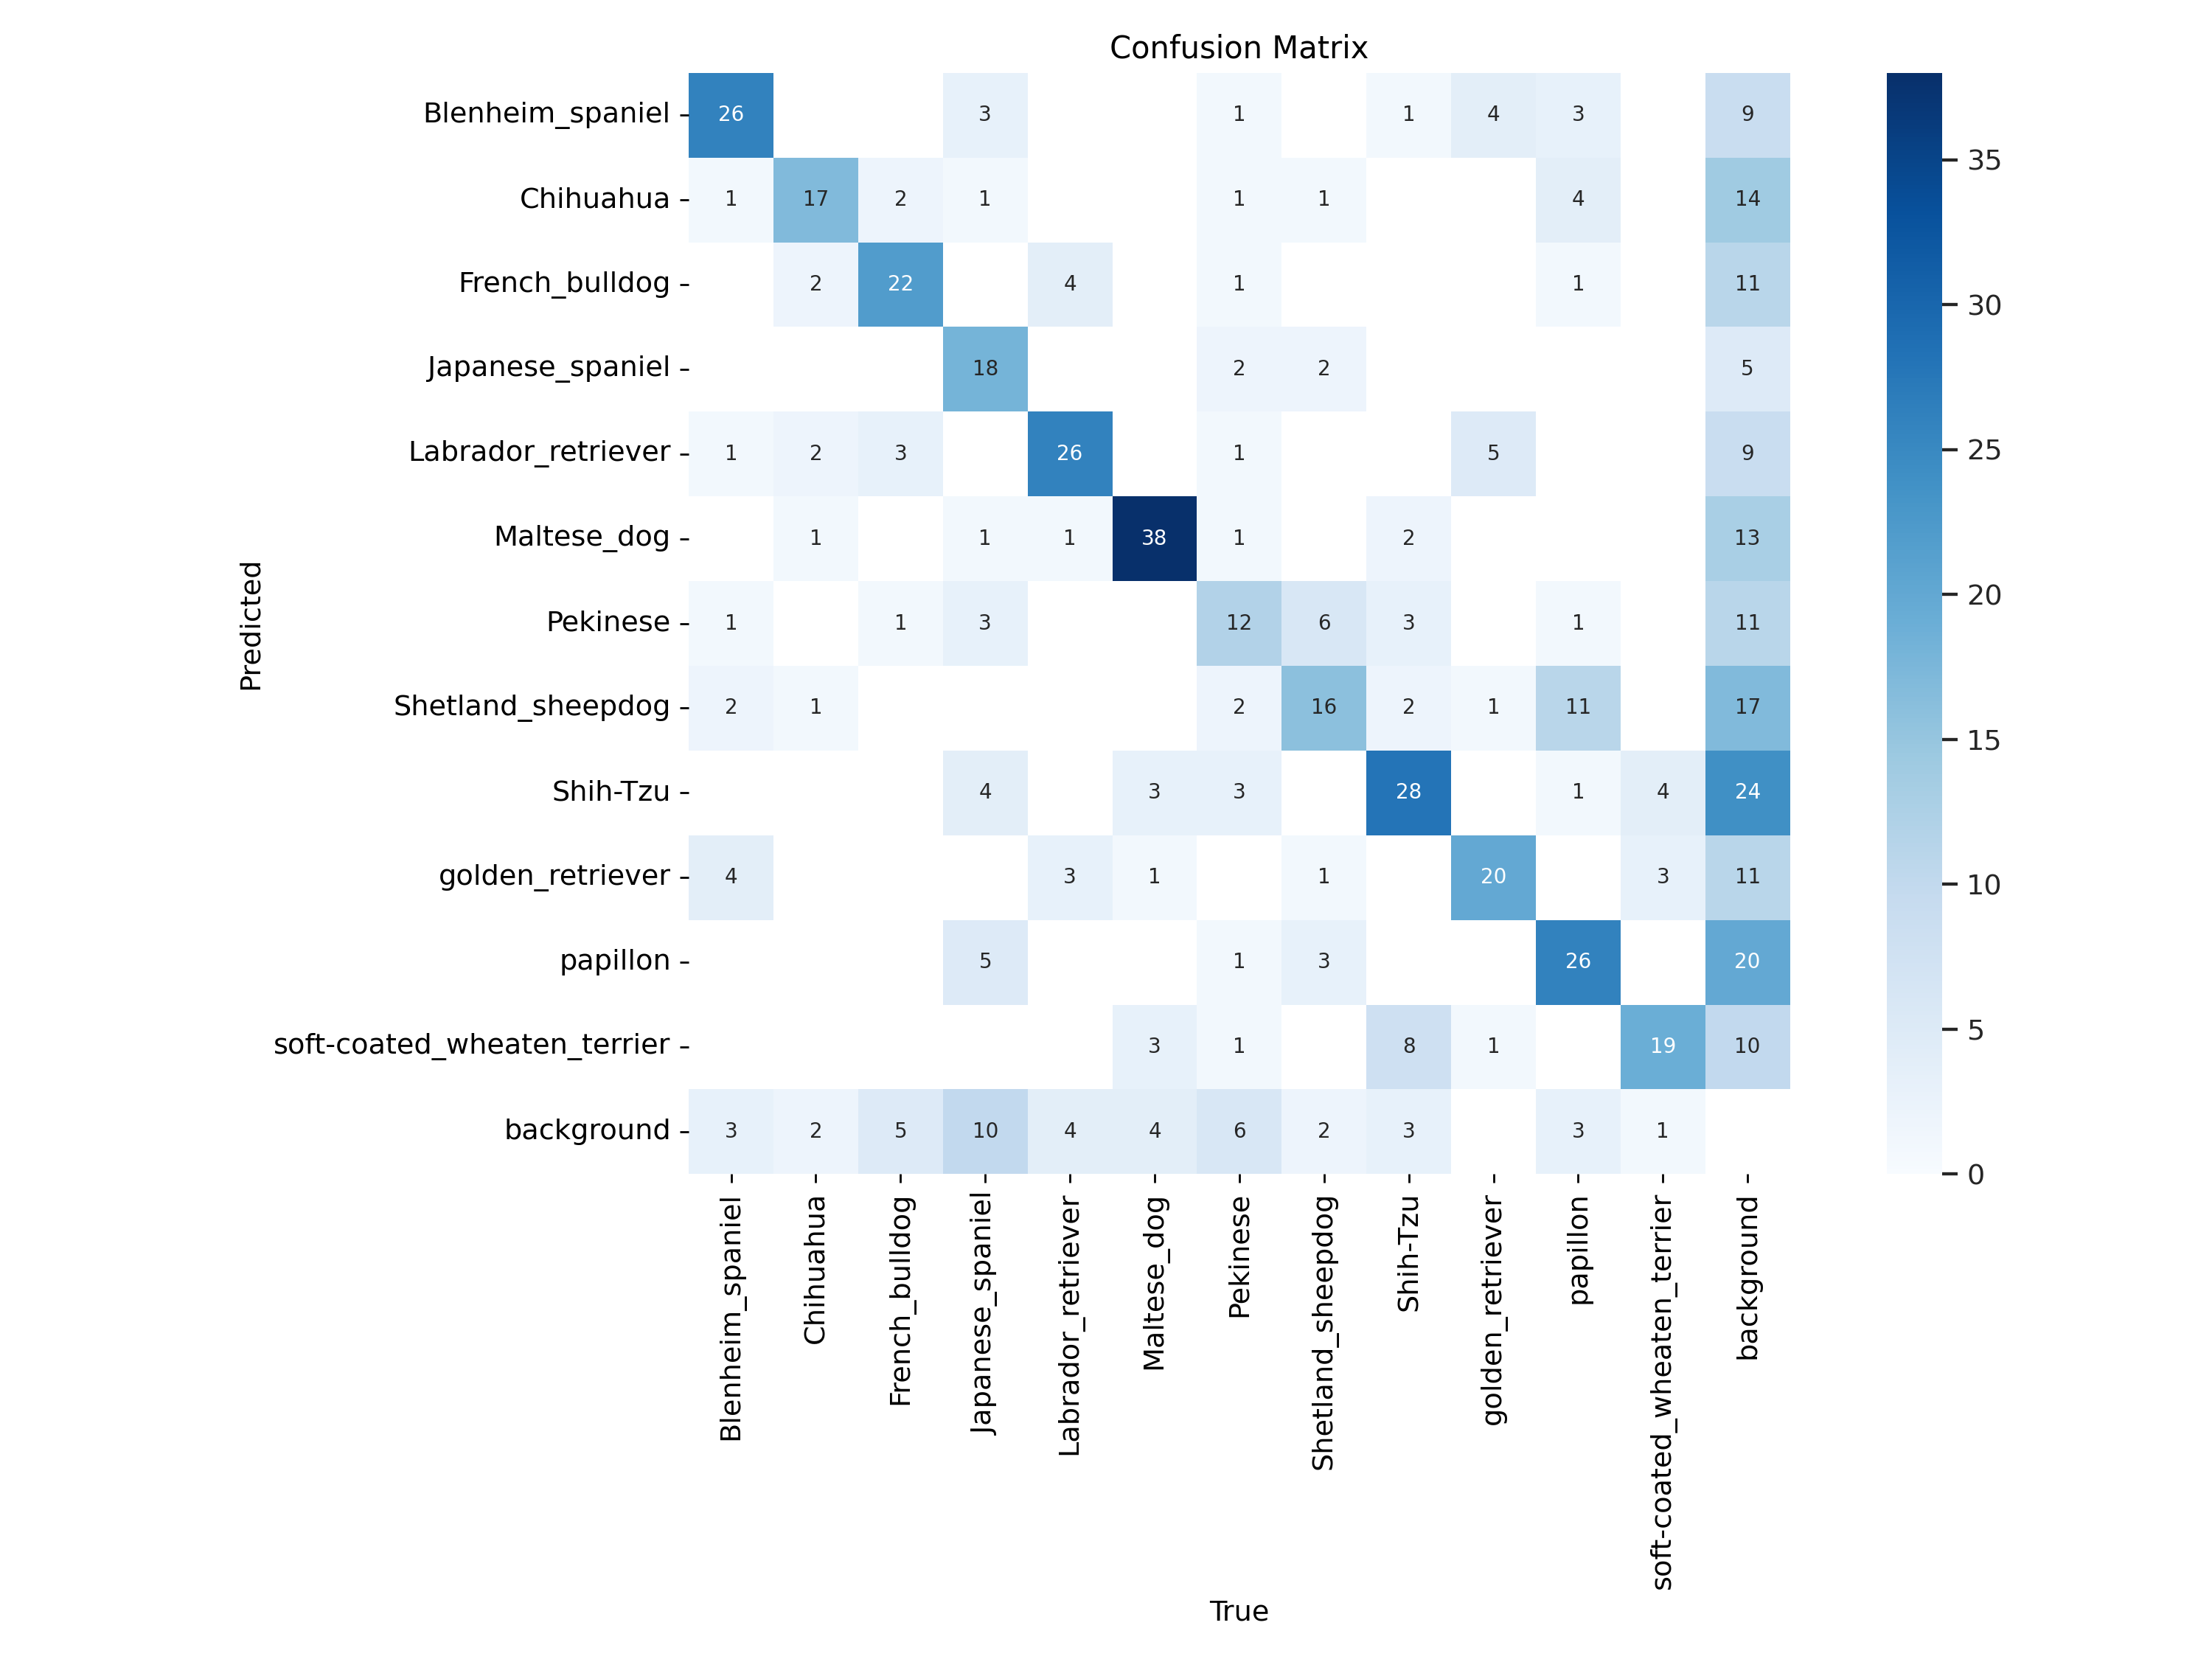 Confusion Matrix
Predicted
Blenheim_spaniel 26 3 1 1 4 3 9
Chihuahua 1 17 2 1 1 1 4 14
French_bulldog 2 22 4 1 1 11
Japanese_spaniel 18 2 2 5
Labrador_retriever 1 2 3 26 1 5 9
Maltese_dog 1 1 1 38 1 2 13
Pekinese 1 1 3 12 6 3 1 11
Shetland_sheepdog 2 1 2 16 2 1 11 17
Shih-Tzu 4 3 3 28 1 4 24
golden_retriever 4 3 1 1 20 3 11
papillon 5 1 3 26 20
soft-coated_wheaten_terrier 3 1 8 1 19 10
background 3 2 5 10 4 4 6 2 3 3 1
Blenheim_spaniel
Chihuahua
French_bulldog
Japanese_spaniel
Labrador_retriever
Maltese_dog
Pekinese
Shetland_sheepdog
Shih-Tzu
golden_retriever
papillon
soft-coated_wheaten_terrier
background
True
35
30
25
20
15
10
5
0